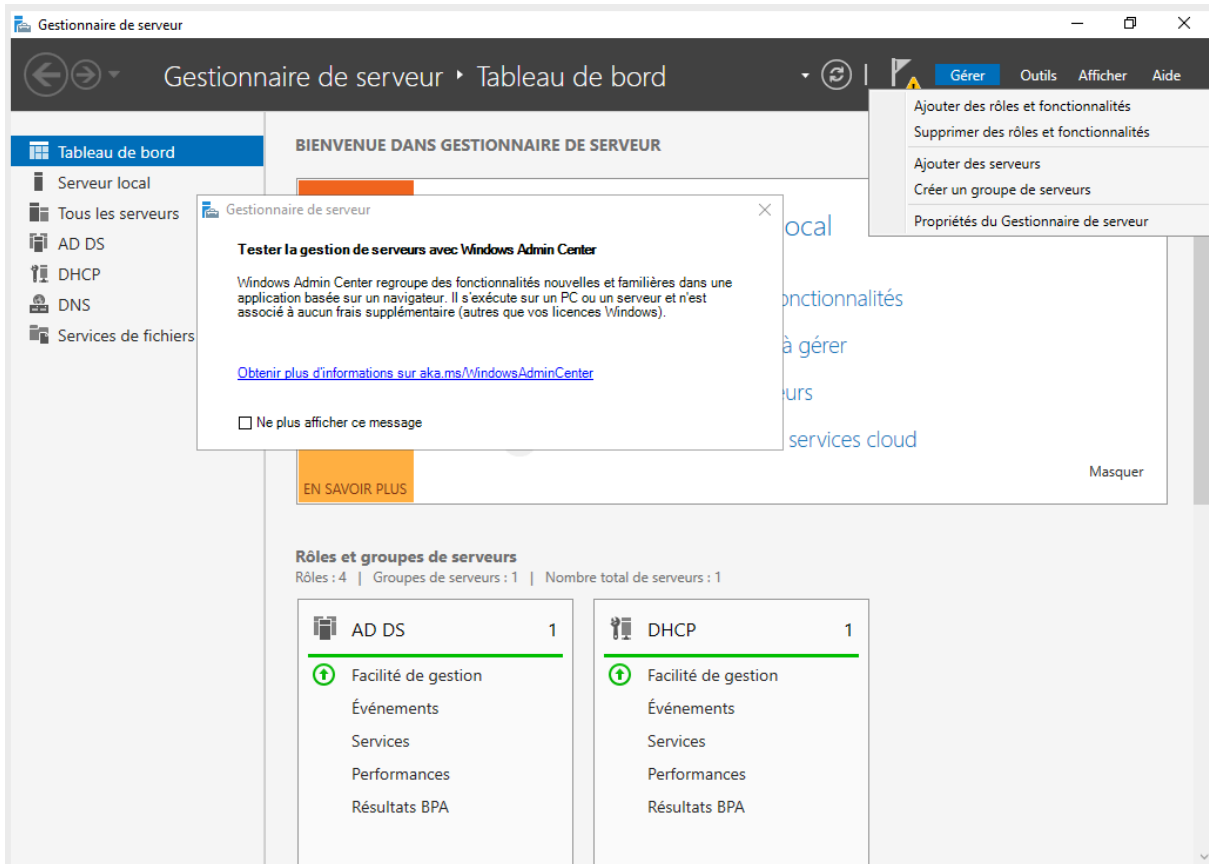 Gestionnaire de serveur
Gestionnaire de serveur Tableau de bord
Gérer Outils Afficher Aide
Ajouter des rôles et fonctionnalités
Supprimer des rôles et fonctionnalités
Ajouter des serveurs
Créer un groupe de serveurs
Propriétés du Gestionnaire de serveur
Tableau de bord
Serveur local
Tous les serveurs
AD DS
DHCP
DNS
Services de fichiers
BIENVENUE DANS GESTIONNAIRE DE SERVEUR
Gestionnaire de serveur
Tester la gestion de serveurs avec Windows Admin Center
Windows Admin Center regroupe des fonctionnalités nouvelles et familières dans une
application basée sur un navigateur. Il s'exécute sur un PC ou un serveur et n'est
associé à aucun frais supplémentaire (autres que vos licences Windows).
Obtenir plus d'informations sur aka.ms/WindowsAdminCenter
Ne plus afficher ce message
ocal
onctionnalités
à gérer
eurs
services cloud
Masquer
EN SAVOIR PLUS
Rôles et groupes de serveurs
Rôles : 4 | Groupes de serveurs : 1 | Nombre total de serveurs : 1
AD DS 1
Facilité de gestion
Événements
Services
Performances
Résultats BPA
DHCP 1
Facilité de gestion
Événements
Services
Performances
Résultats BPA